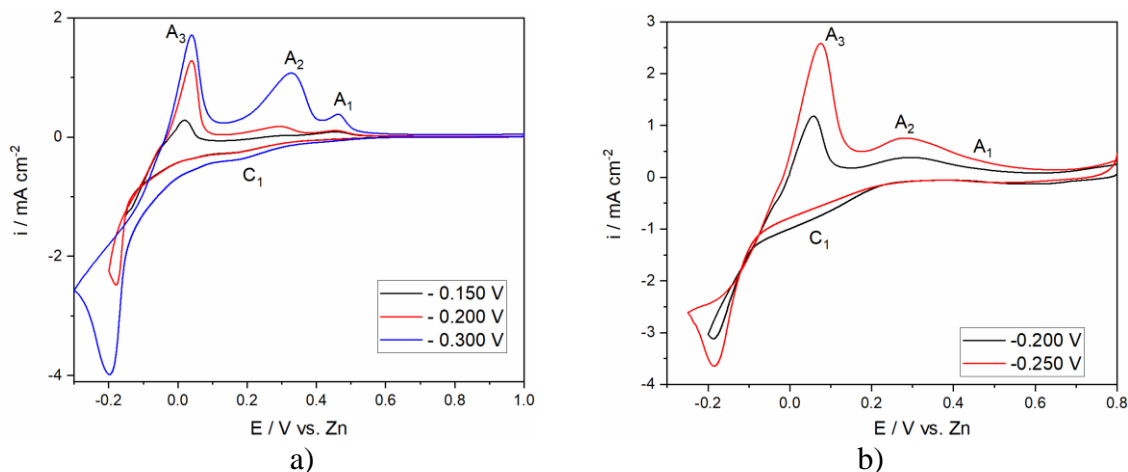 a)
2
0
-2
-4
i / mA cm⁻²
-0.2 0.0 0.2 0.4 0.6 0.8 1.0
E / V vs. Zn
A₃
A₂
A₁
C₁
- 0.150 V
- 0.200 V
- 0.300 V
a)
b)
3
2
1
0
-1
-2
-3
-4
i / mA cm⁻²
-0.2 0.0 0.2 0.4 0.6 0.8
E / V vs. Zn
A₃
A₂
A₁
C₁
-0.200 V
-0.250 V
b)